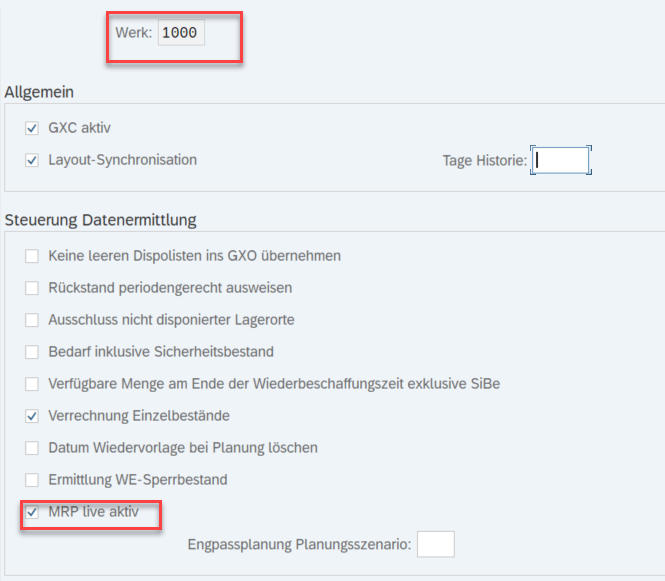 Werk: 1000
Allgemein
GXC aktiv
Layout-Synchronisation Tage Historie:
Steuerung Datenermittlung
Keine leeren Dispolisten ins GXO übernehmen
Rückstand periodengerecht ausweisen
Ausschluss nicht disponierter Lagerorte
Bedarf inklusive Sicherheitsbestand
Verfügbare Menge am Ende der Wiederbeschaffungszeit exklusive SiBe
Verrechnung Einzelbestände
Datum Wiedervorlage bei Planung löschen
Ermittlung WE-Sperrbestand
MRP live aktiv
Engpassplanung Planungsszenario: